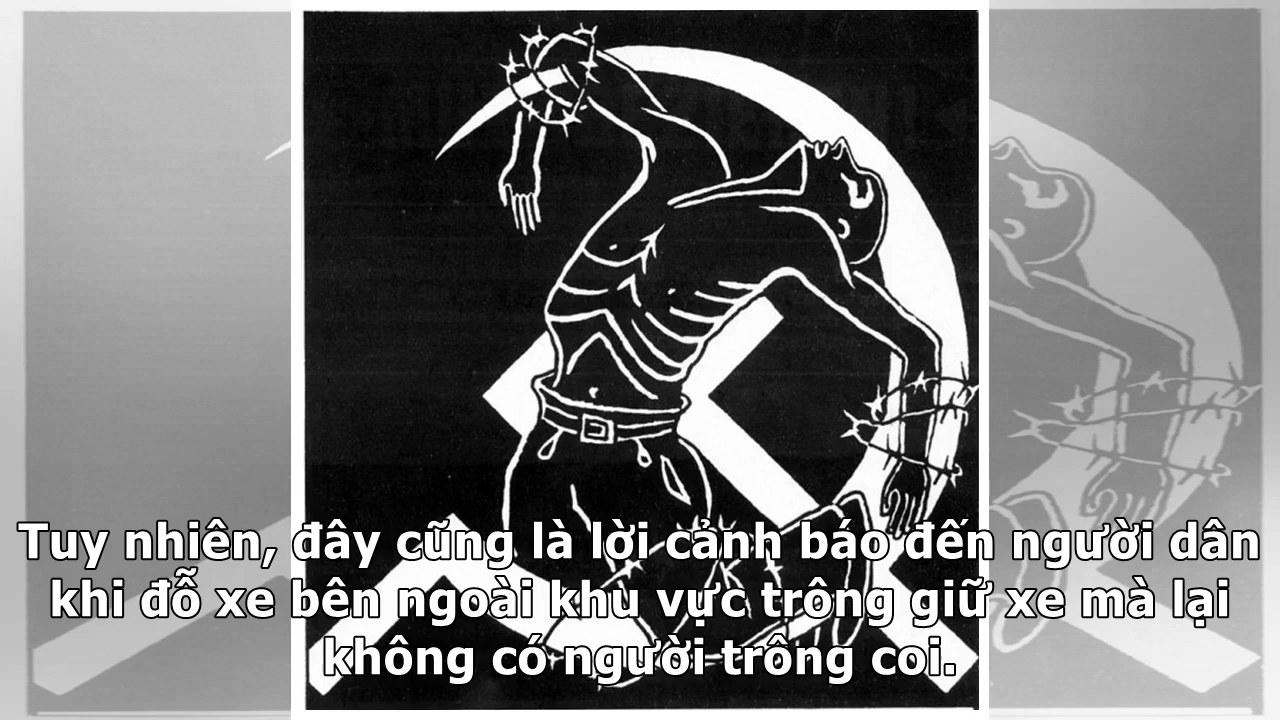 Tuy nhiên, đây cũng là lời cảnh báo đến người dân
khi đỗ xe bên ngoài khu vực trông giữ xe mà lại
không có người trông coi.